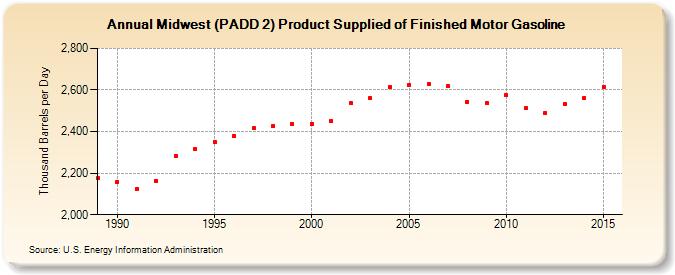 Annual Midwest (PADD 2) Product Supplied of Finished Motor Gasoline
Thousand Barrels per Day
2,800
2,600
2,400
2,200
2,000
1990 1995 2000 2005 2010 2015
Source: U.S. Energy Information Administration